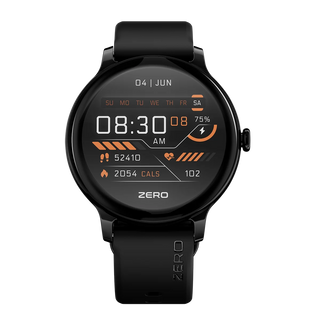 04 | JUN
SU MO TU WE TH FR SA
08:30 08 75%
AM
52410
2054 CALS 102
ZERO
ZERO